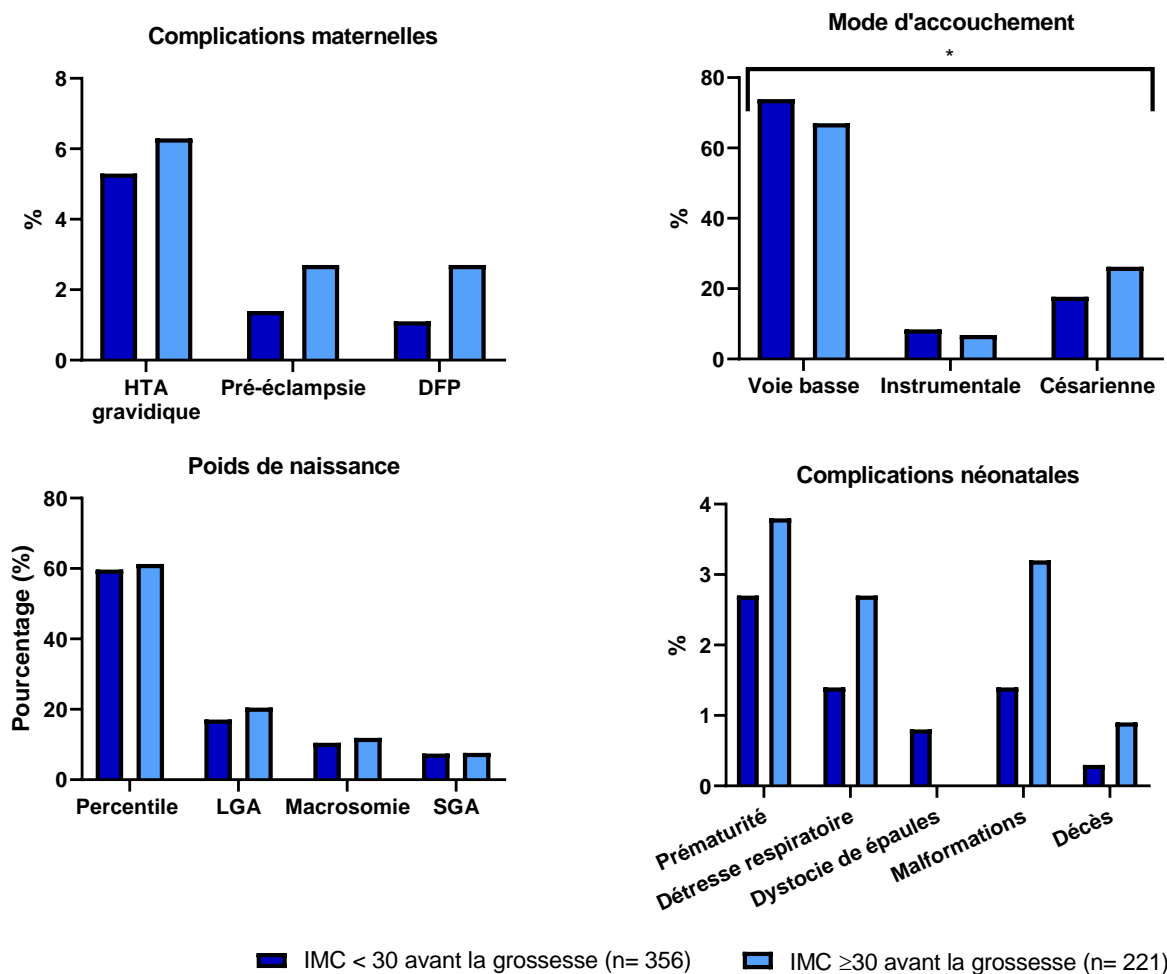 Complications maternelles
8
6
4
2
0
%
HTA
gravidique
Pré-éclampsie
DFP
Mode d'accouchement
*
80
60
40
20
0
%
Voie basse
Instrumentale
Césarienne
Poids de naissance
80
60
40
20
0
Pourcentage (%)
Percentile
LGA
Macrosomie
SGA
Complications néonatales
4
3
2
1
0
%
Prématurité
Détresse respiratoire
Dystocie de épaules
Malformations
Décès
IMC < 30 avant la grossesse (n= 356)
IMC ≥30 avant la grossesse (n= 221)